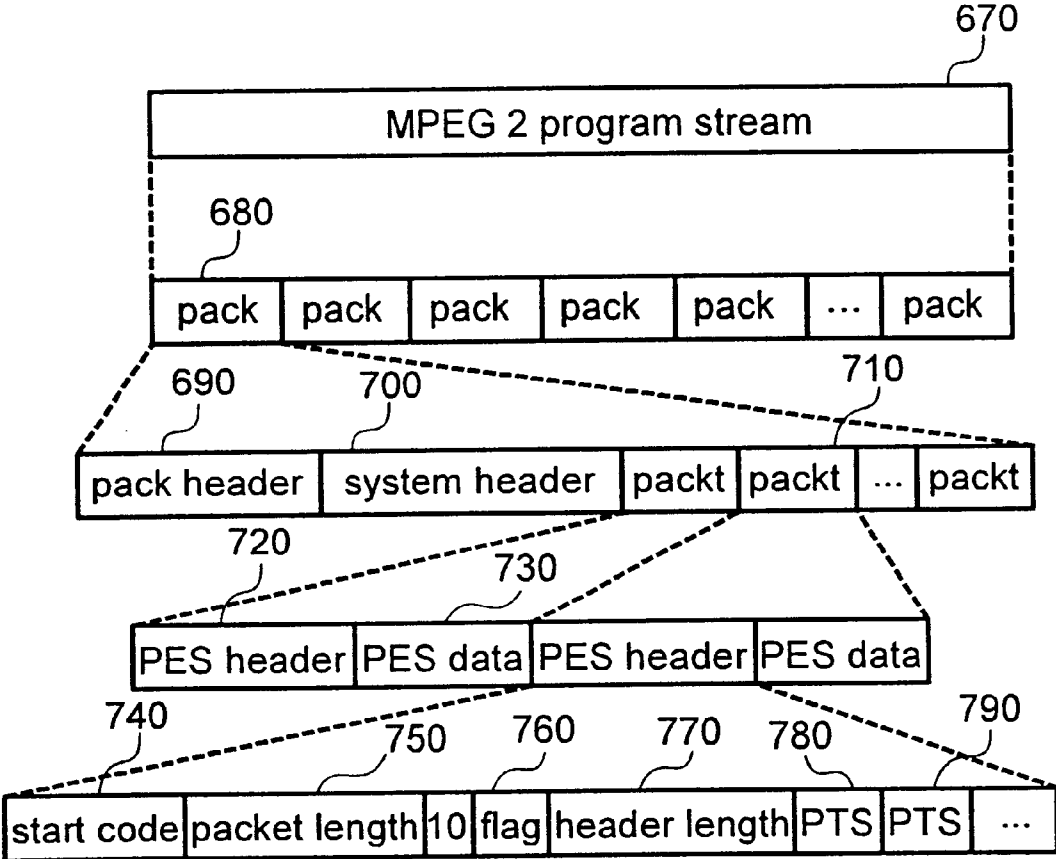 670
MPEG 2 program stream
680
pack pack pack pack pack ... pack
690 700 710
pack header system header packt packt ... packt
720 730
PES header PES data PES header PES data
740 750 760 770 780 790
start code packet length 10 flag header length PTS PTS ...